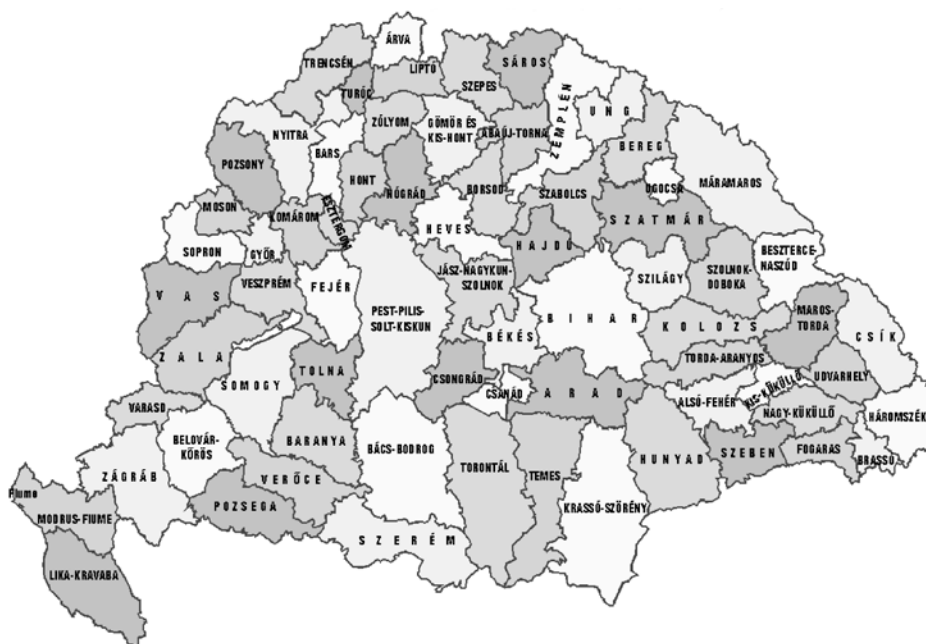 ÁRVA
TRENCSÉN
LIPTÓ
SÁROS
TURÓC
SZEPES
ZEMPLÉN
UNG
NYITRA
BARS
ZÓLYOM
GÖMÖR ÉS
KIS-HONT
ABAÚJ-TORNA
BEREG
POZSONY
HONT
NÓGRÁD
BORSOD
SZABOLCS
UGOCSA
MÁRAMAROS
MOSON
KOMÁROM
ESZTERGOM
HEVES
HAJDÚ
SZATMÁR
SOPRON
GYŐR
BESZTERCE-
NASZÓD
VAS
VESZPRÉM
FEJÉR
PEST-PILIS-
SOLT-KISKUN
JÁSZ-NAGYKUN-
SZOLNOK
BIHAR
SZILÁGY
SZOLNOK-
DOBOKA
ZALA
SOMOGY
TOLNA
BÉKÉS
KOLOZS
MAROS-
TORDA
CSÍK
CSONGRÁD
CSANÁD
ARAD
TORDA-ARANYOS
UDVARHELY
VARASD
ALSÓ-FEHÉR
KIS-KÜKÜLLŐ
NAGY-KÜKÜLLŐ
HÁROMSZÉK
BELOVÁR-
KŐRÖS
BARANYA
BÁCS-BODROG
TORONTÁL
TEMES
HUNYAD
SZEBEN
FOGARAS
BRASSÓ
ZÁGRÁB
VERŐCE
POZSEGA
KRASSÓ-SZÖRÉNY
Fiume
MODRUS-FIUME
SZERÉM
LIKA-KRAVABA